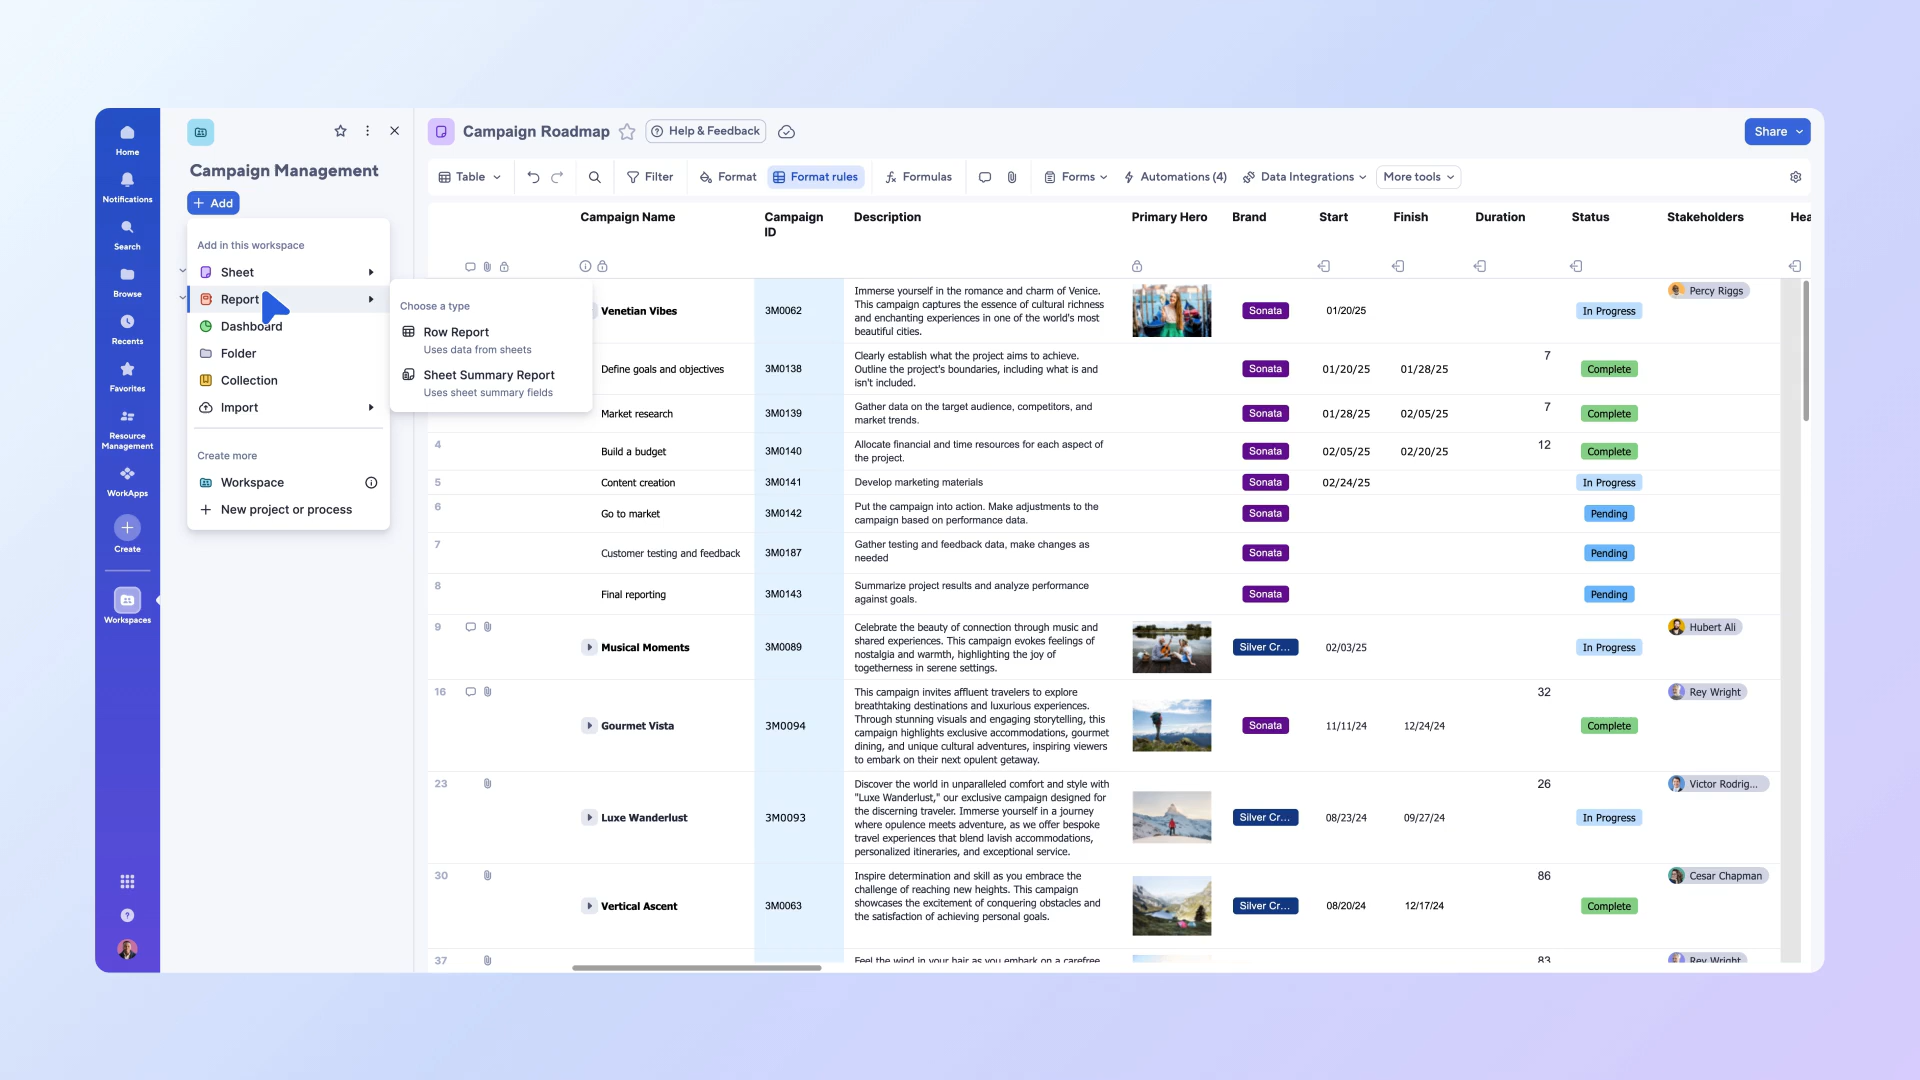 Home
Notifications
Search
Browse
Recents
Favorites
Resource
Management
WorkApps
Create
Workspaces
Campaign Management
+ Add
Add in this workspace
Sheet
Report
Dashboard
Folder
Collection
Import
Create more
Workspace
New project or process
Choose a type
Row Report
Uses data from sheets
Sheet Summary Report
Uses sheet summary fields
Campaign Roadmap
Help & Feedback
Share
Table
Filter
Format
Format rules
Formulas
Forms
Automations (4)
Data Integrations
More tools
Campaign Name
Campaign
ID
Description
Primary Hero
Brand
Start
Finish
Duration
Status
Stakeholders
Hea
Venetian Vibes
3M0062
Immerse yourself in the romance and charm of Venice.
This campaign captures the essence of cultural richness
and enchanting experiences in one of the world's most
beautiful cities.
Sonata
01/20/25
In Progress
Percy Riggs
Define goals and objectives
3M0138
Clearly establish what the project aims to achieve.
Outline the project's boundaries, including what is and
isn't included.
Sonata
01/20/25
01/28/25
7
Complete
Market research
3M0139
Gather data on the target audience, competitors, and
market trends.
Sonata
01/28/25
02/05/25
7
Complete
4
Build a budget
3M0140
Allocate financial and time resources for each aspect of
the project.
Sonata
02/05/25
02/20/25
12
Complete
5
Content creation
3M0141
Develop marketing materials
Sonata
02/24/25
In Progress
6
Go to market
3M0142
Put the campaign into action. Make adjustments to the
campaign based on performance data.
Sonata
Pending
7
Customer testing and feedback
3M0187
Gather testing and feedback data, make changes as
needed
Sonata
Pending
8
Final reporting
3M0143
Summarize project results and analyze performance
against goals.
Sonata
Pending
9
Musical Moments
3M0089
Celebrate the beauty of connection through music and
shared experiences. This campaign evokes feelings of
nostalgia and warmth, highlighting the joy of
togetherness in serene settings.
Silver Cr...
02/03/25
In Progress
Hubert Ali
16
Gourmet Vista
3M0094
This campaign invites affluent travelers to explore
breathtaking destinations and luxurious experiences.
Through stunning visuals and engaging storytelling, this
campaign highlights exclusive accommodations, gourmet
dining, and unique cultural adventures, inspiring viewers
to embark on their next opulent getaway.
Sonata
11/11/24
12/24/24
32
Complete
Rey Wright
23
Luxe Wanderlust
3M0093
Discover the world in unparalleled comfort and style with
"Luxe Wanderlust," our exclusive campaign designed for
the discerning traveler. Immerse yourself in a journey
where opulence meets adventure, as we offer bespoke
travel experiences that blend lavish accommodations,
personalized itineraries, and exceptional service.
Silver Cr...
08/23/24
09/27/24
26
In Progress
Victor Rodrig...
30
Vertical Ascent
3M0063
Inspire determination and skill as you embrace the
challenge of reaching new heights. This campaign
showcases the excitement of conquering obstacles and
the satisfaction of achieving personal goals.
Silver Cr...
08/20/24
12/17/24
86
Complete
Cesar Chapman
37
Feel the wind in your hair as you embark on a carefree
83
Rey Wright